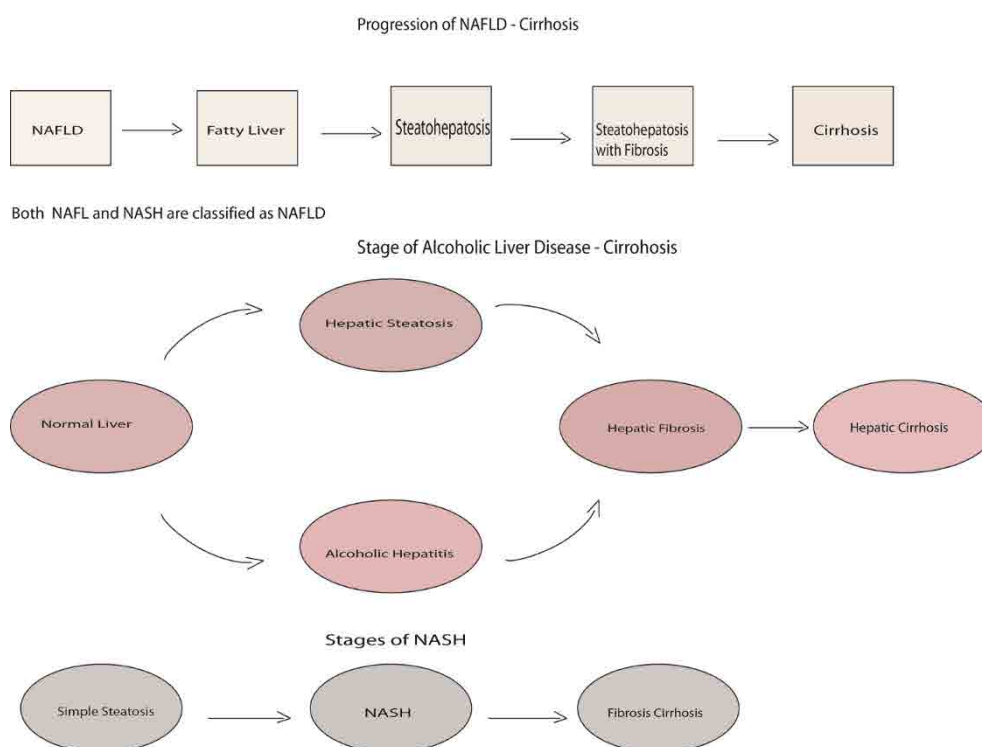 Progression of NAFLD - Cirrhosis
NAFLD
Fatty Liver
Steatohepatosis
Steatohepatosis
with Fibrosis
Cirrhosis
Both NAFL and NASH are classified as NAFLD
Stage of Alcoholic Liver Disease - Cirrohosis
Hepatic Steatosis
Normal Liver
Hepatic Fibrosis
Hepatic Cirrhosis
Alcoholic Hepatitis
Stages of NASH
Simple Steatosis
NASH
Fibrosis Cirrhosis